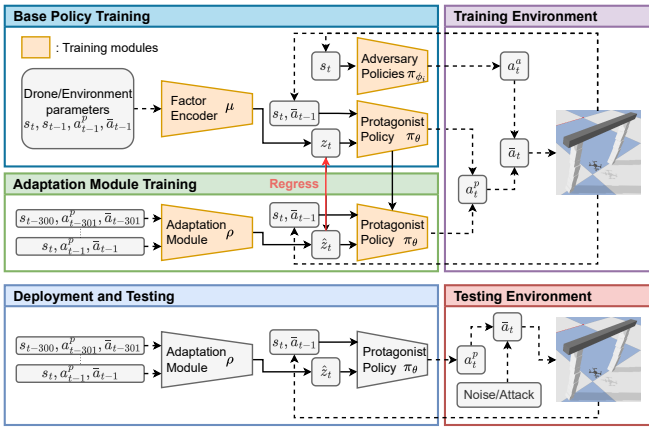 Base Policy Training
: Training modules
Drone/Environment
parameters
s_t, s_{t-1}, a^p_{t-1}, ā_{t-1}
Factor
Encoder μ
s_t
Adversary
Policies π_{ϕ_i}
s_t, ā_{t-1}
z_t
Protagonist
Policy π_θ
Training Environment
a^a_t
ā_t
a^p_t
Adaptation Module Training
Regress
s_{t-300}, a^p_{t-301}, ā_{t-301}
s_t, a^p_{t-1}, ā_{t-1}
Adaptation
Module ρ
s_t, ā_{t-1}
ẑ_t
Protagonist
Policy π_θ
Deployment and Testing
s_{t-300}, a^p_{t-301}, ā_{t-301}
s_t, a^p_{t-1}, ā_{t-1}
Adaptation
Module ρ
s_t, ā_{t-1}
ẑ_t
Protagonist
Policy π_θ
Testing Environment
ā_t
a^p_t
Noise/Attack